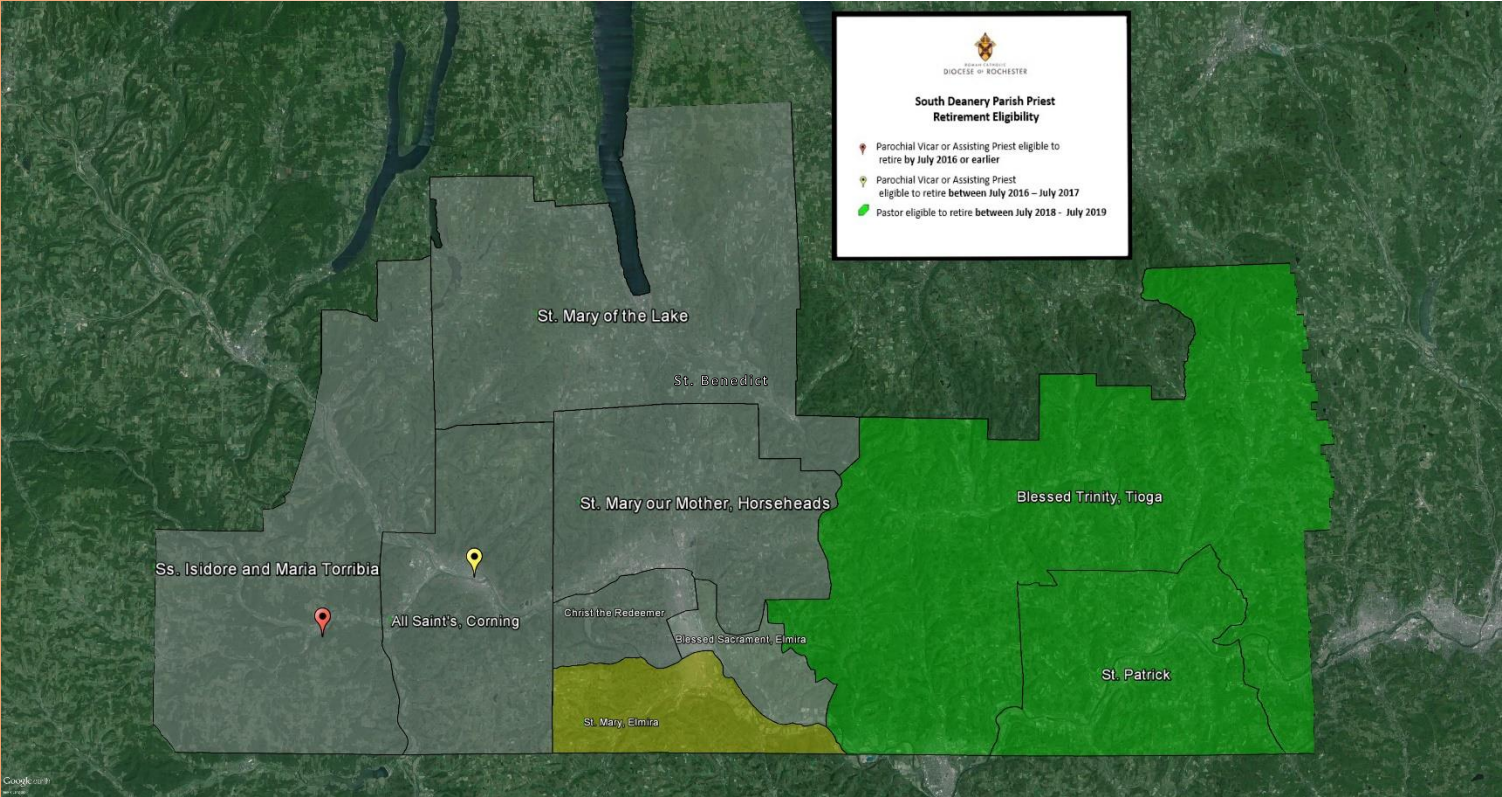 ROMAN CATHOLIC
DIOCESE OF ROCHESTER
South Deanery Parish Priest
Retirement Eligibility
Parochial Vicar or Assisting Priest eligible to
retire by July 2016 or earlier
Parochial Vicar or Assisting Priest
eligible to retire between July 2016 – July 2017
Pastor eligible to retire between July 2018 - July 2019
St. Mary of the Lake
St. Benedict
St. Mary our Mother, Horseheads
Blessed Trinity, Tioga
Ss. Isidore and Maria Torribia
All Saint's, Corning
Christ the Redeemer
Blessed Sacrament, Elmira
St. Patrick
St. Mary, Elmira
Google earth